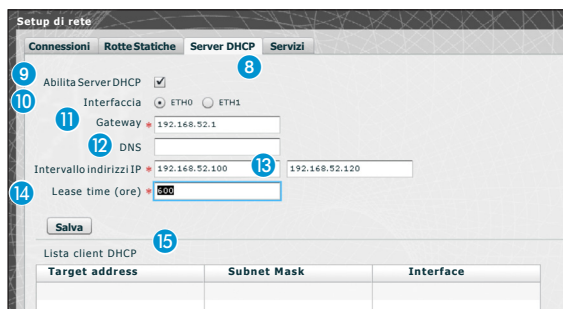 Setup di rete
Connessioni Rotte Statiche Server DHCP Servizi
8
9 Abilita Server DHCP
10 Interfaccia ETH0 ETH1
11 Gateway * 192.168.52.1
12 DNS
Intervallo indirizzi IP * 192.168.52.100 13 192.168.52.120
14 Lease time (ore) * 600
Salva
15
Lista client DHCP
Target address Subnet Mask Interface